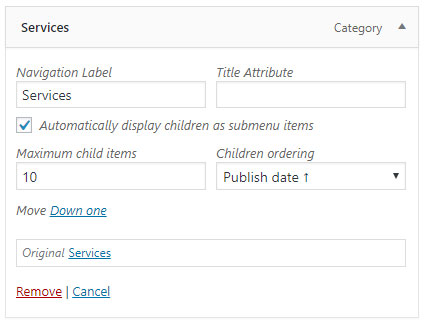 Services Category ▲
Navigation Label Title Attribute
Services
Automatically display children as submenu items
Maximum child items Children ordering
10 Publish date ↑
Move Down one
Original Services
Remove | Cancel